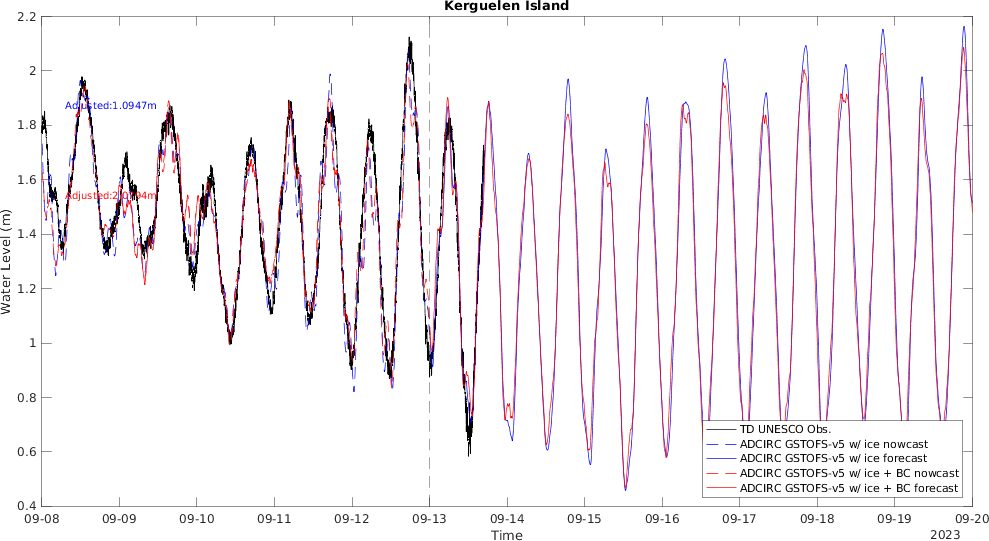 Kerguelen Island
2.2
2
1.8
1.6
1.4
1.2
1
0.8
0.6
0.4
Water Level (m)
Adjusted:1.0947m
TD UNESCO Obs.
ADCIRC GSTOFS-v5 w/ ice nowcast
ADCIRC GSTOFS-v5 w/ ice forecast
ADCIRC GSTOFS-v5 w/ ice + BC nowcast
ADCIRC GSTOFS-v5 w/ ice + BC forecast
09-08 09-09 09-10 09-11 09-12 09-13 09-14 09-15 09-16 09-17 09-18 09-19 09-20
Time
2023